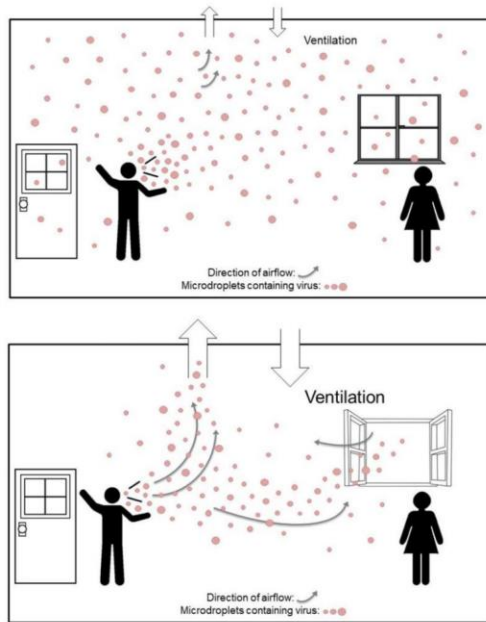 Ventilation
Direction of airflow:
Microdroplets containing virus:
Ventilation
Direction of airflow:
Microdroplets containing virus: